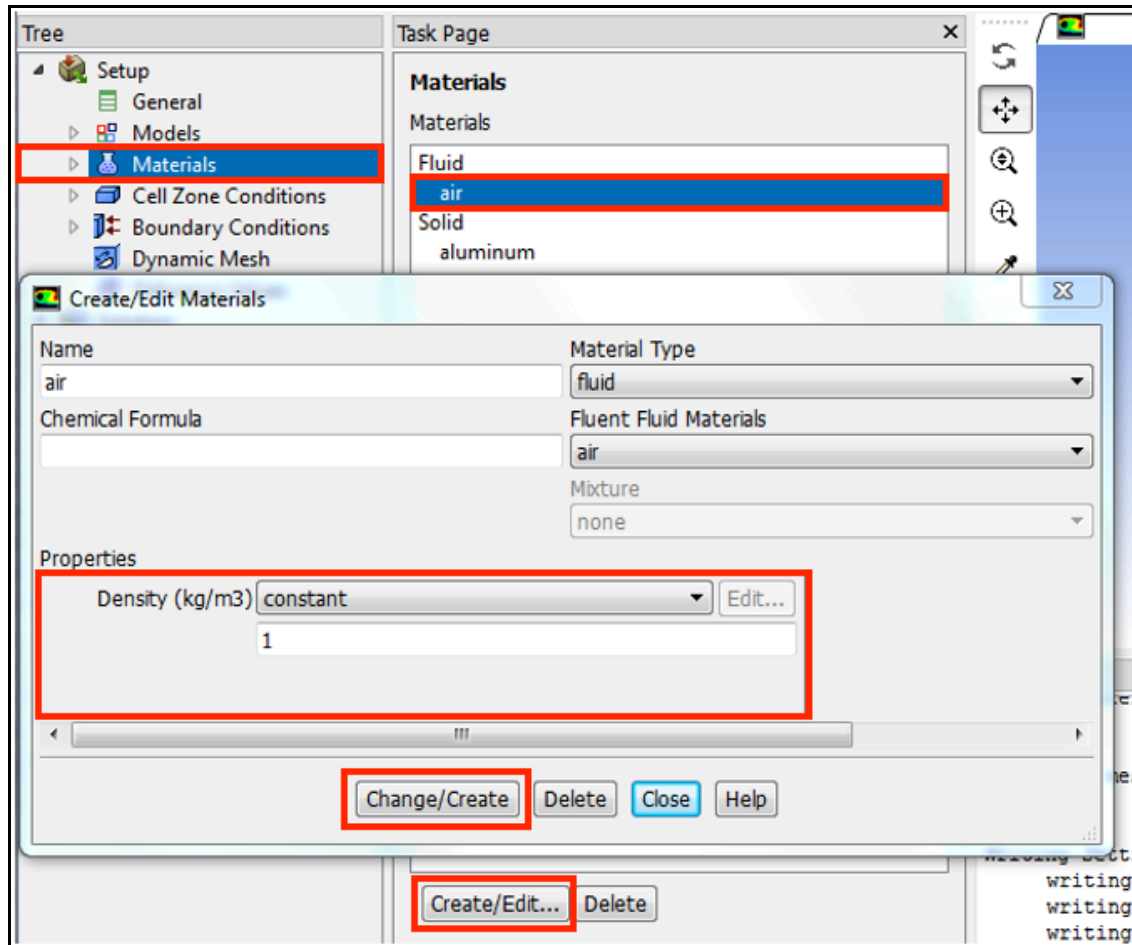 Tree
Setup
General
Models
Materials
Cell Zone Conditions
Boundary Conditions
Dynamic Mesh
Task Page
Materials
Materials
Fluid
air
Solid
aluminum
Create/Edit Materials
Name
air
Material Type
fluid
Chemical Formula
Fluent Fluid Materials
air
Mixture
none
Properties
Density (kg/m3) constant Edit...
1
Change/Create Delete Close Help
Create/Edit... Delete
writing
writing
writing